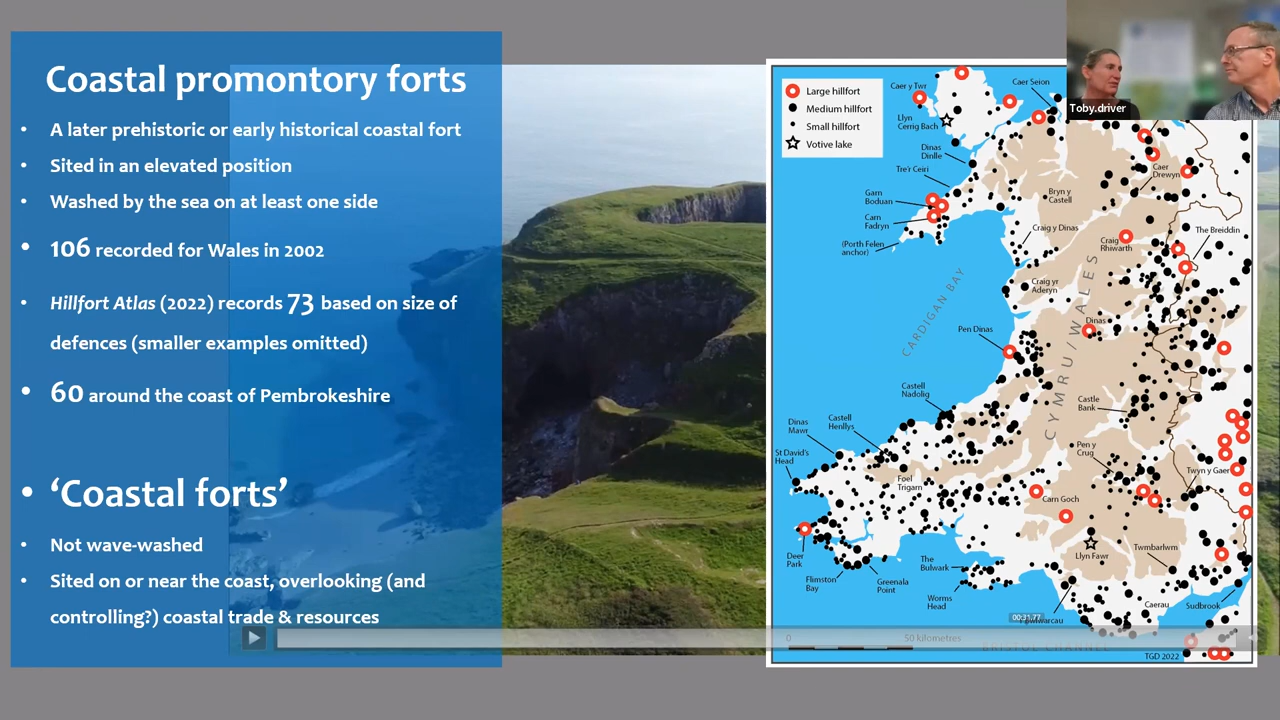 Coastal promontory forts
• A later prehistoric or early historical coastal fort
• Sited in an elevated position
• Washed by the sea on at least one side
• 106 recorded for Wales in 2002
• Hillfort Atlas (2022) records 73 based on size of
defences (smaller examples omitted)
• 60 around the coast of Pembrokeshire
• ‘Coastal forts’
• Not wave-washed
• Sited on or near the coast, overlooking (and
controlling?) coastal trade & resources
Large hillfort
Medium hillfort
Small hillfort
Votive lake
Caer y Twr
Caer Seion
Llyn
Cerrig Bach
Dinas
Dinlle
Tre'r Ceiri
Garn
Boduan
Carn
Fadryn
(Porth Felen
anchor)
Bryn y
Castell
Caer
Drewyn
Craig y Dinas
Craig
Rhiwarth
The Breiddin
Craig yr
Aderyn
CARDIGAN BAY
CYMRU / WALES
Pen Dinas
Dinas
Castell
Nadolig
Castle
Bank
Castell
Henllys
Dinas
Mawr
St David's
Head
Pen y
Crug
Foel
Trigarn
Twyn y Gaer
Carn Goch
Deer
Park
Flimston
Bay
Greenala
Point
The
Bulwark
Worms
Head
Llyn Fawr
Twmbarlwm
Caerau
Sudbrook
0 50 kilometres
BRISTOL CHANNEL
TGD 2022
Toby.driver